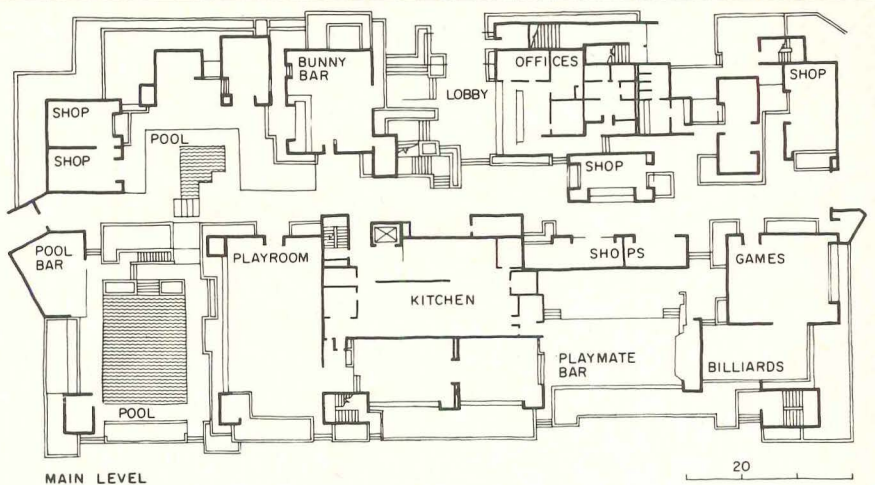 BUNNY
BAR
OFFICES
LOBBY
SHOP
SHOP
SHOP
POOL
SHOP
POOL
BAR
PLAYROOM
SHOPS
GAMES
KITCHEN
PLAYMATE
BAR
BILLIARDS
POOL
MAIN LEVEL
20